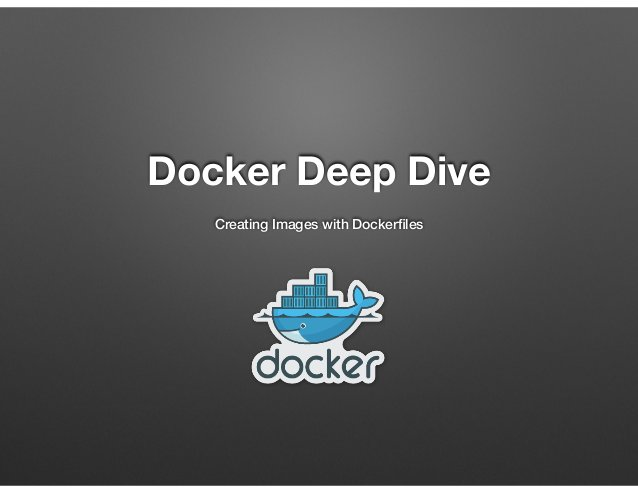 Docker Deep Dive
Creating Images with Dockerfiles
docker